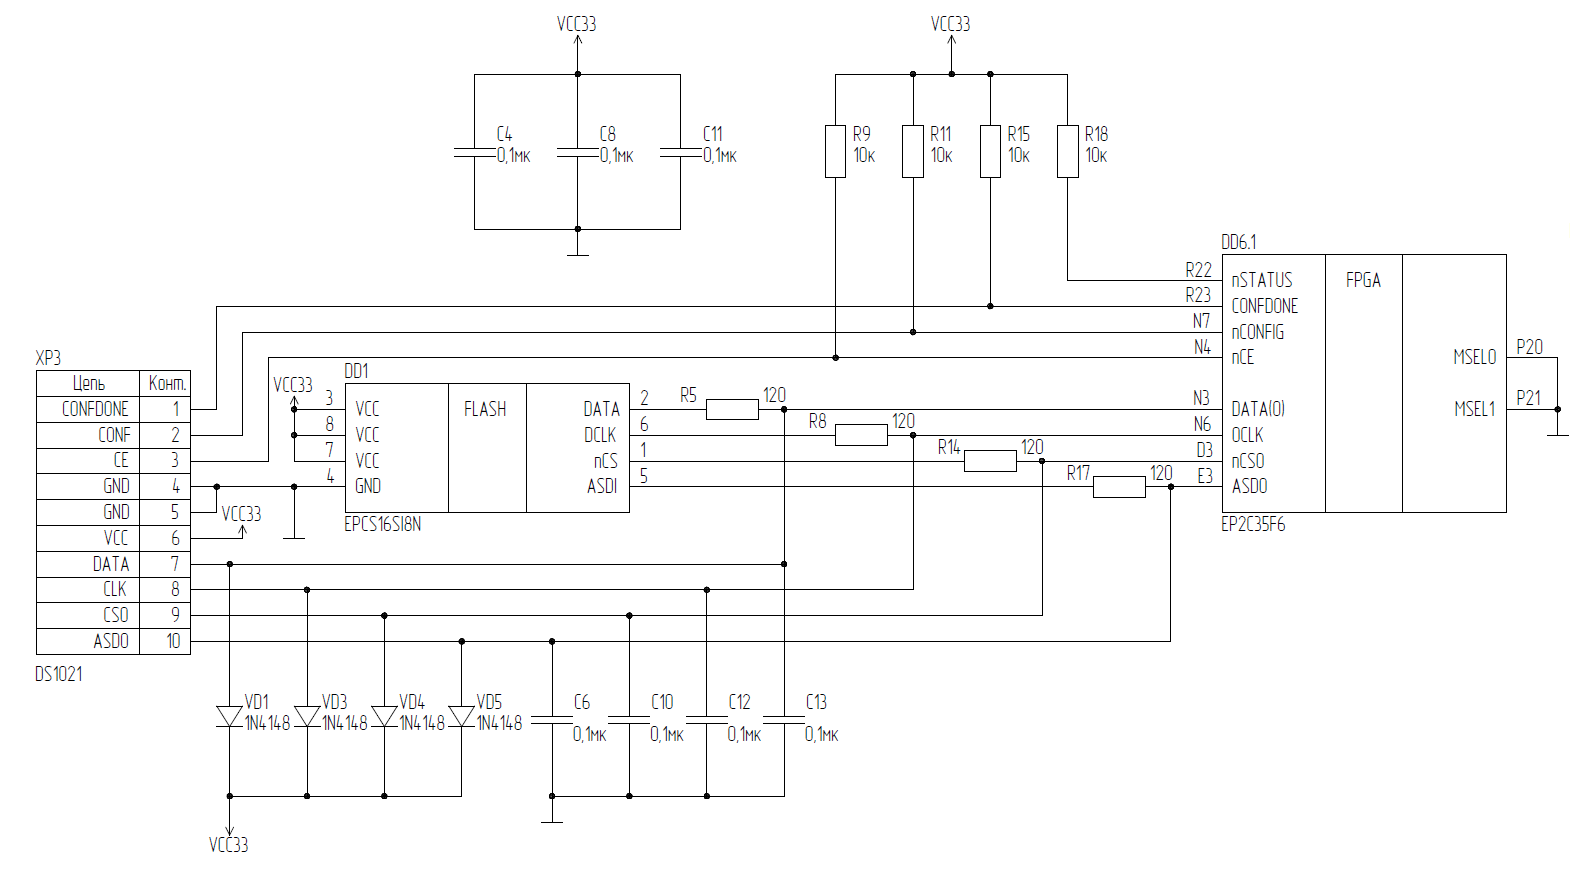 VCC33
VCC33
C4
0,1мк
C8
0,1мк
C11
0,1мк
R9
10к
R11
10к
R15
10к
R18
10к
DD6.1
R22 nSTATUS
R23 CONFDONE
N7 nCONFIG
N4 nCE
N3 DATA(0)
N6 OCLK
D3 nCSO
E3 ASDO
FPGA
MSEL0 P20
MSEL1 P21
EP2C35F6
XP3
Цепь Конт.
CONFDONE 1
CONF 2
CE 3
GND 4
GND 5
VCC 6
DATA 7
CLK 8
CSO 9
ASDO 10
DS1021
VCC33
VCC33
DD1
3 VCC
8 VCC
7 VCC
4 GND
FLASH
DATA 2
DCLK 6
nCS 1
ASDI 5
EPCS16SI8N
R5 120
R8 120
R14 120
R17 120
VD1
1N4148
VD3
1N4148
VD4
1N4148
VD5
1N4148
C6
0,1мк
C10
0,1мк
C12
0,1мк
C13
0,1мк
VCC33